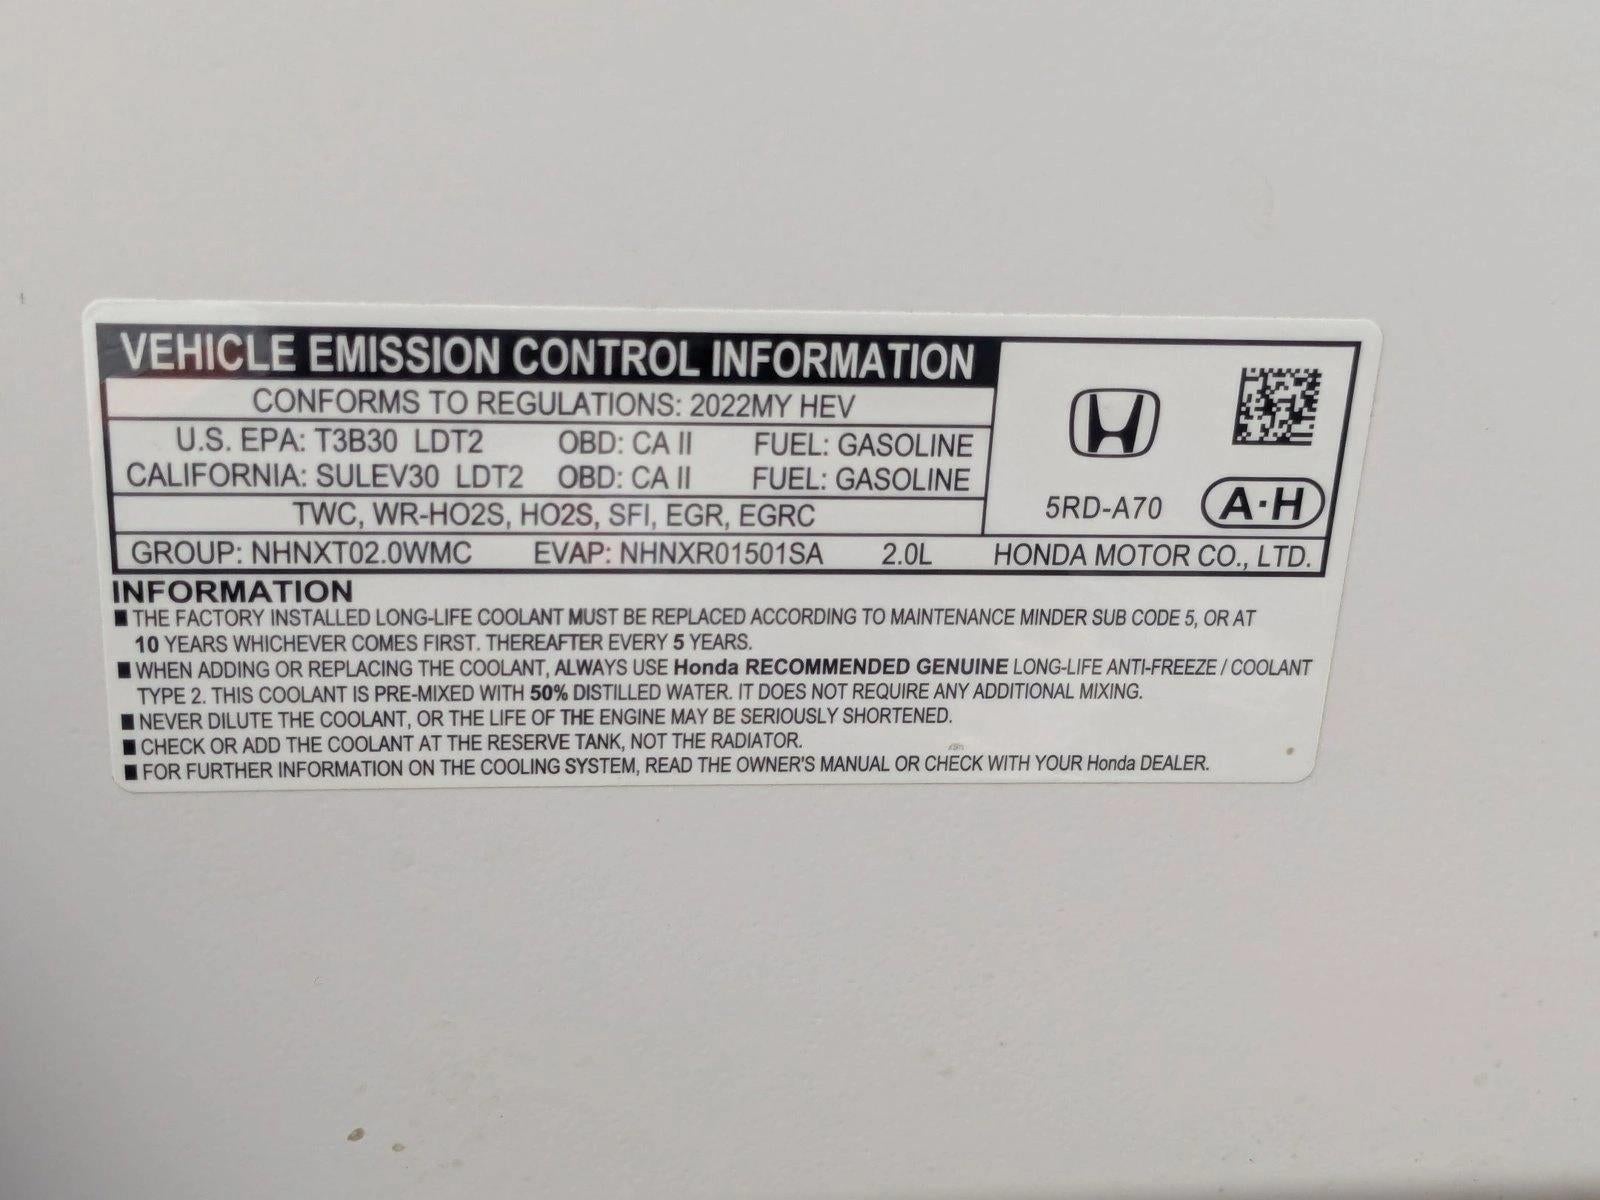 VEHICLE EMISSION CONTROL INFORMATION
CONFORMS TO REGULATIONS: 2022MY HEV
U.S. EPA: T3B30 LDT2 OBD: CA II FUEL: GASOLINE
CALIFORNIA: SULEV30 LDT2 OBD: CA II FUEL: GASOLINE
TWC, WR-HO2S, HO2S, SFI, EGR, EGRC
5RD-A70 A·H
GROUP: NHNXT02.0WMC EVAP: NHNXR01501SA 2.0L HONDA MOTOR CO., LTD.
INFORMATION
■ THE FACTORY INSTALLED LONG-LIFE COOLANT MUST BE REPLACED ACCORDING TO MAINTENANCE MINDER SUB CODE 5, OR AT
10 YEARS WHICHEVER COMES FIRST. THEREAFTER EVERY 5 YEARS.
■ WHEN ADDING OR REPLACING THE COOLANT, ALWAYS USE Honda RECOMMENDED GENUINE LONG-LIFE ANTI-FREEZE / COOLANT
TYPE 2. THIS COOLANT IS PRE-MIXED WITH 50% DISTILLED WATER. IT DOES NOT REQUIRE ANY ADDITIONAL MIXING.
■ NEVER DILUTE THE COOLANT, OR THE LIFE OF THE ENGINE MAY BE SERIOUSLY SHORTENED.
■ CHECK OR ADD THE COOLANT AT THE RESERVE TANK, NOT THE RADIATOR.
■ FOR FURTHER INFORMATION ON THE COOLING SYSTEM, READ THE OWNER'S MANUAL OR CHECK WITH YOUR Honda DEALER.